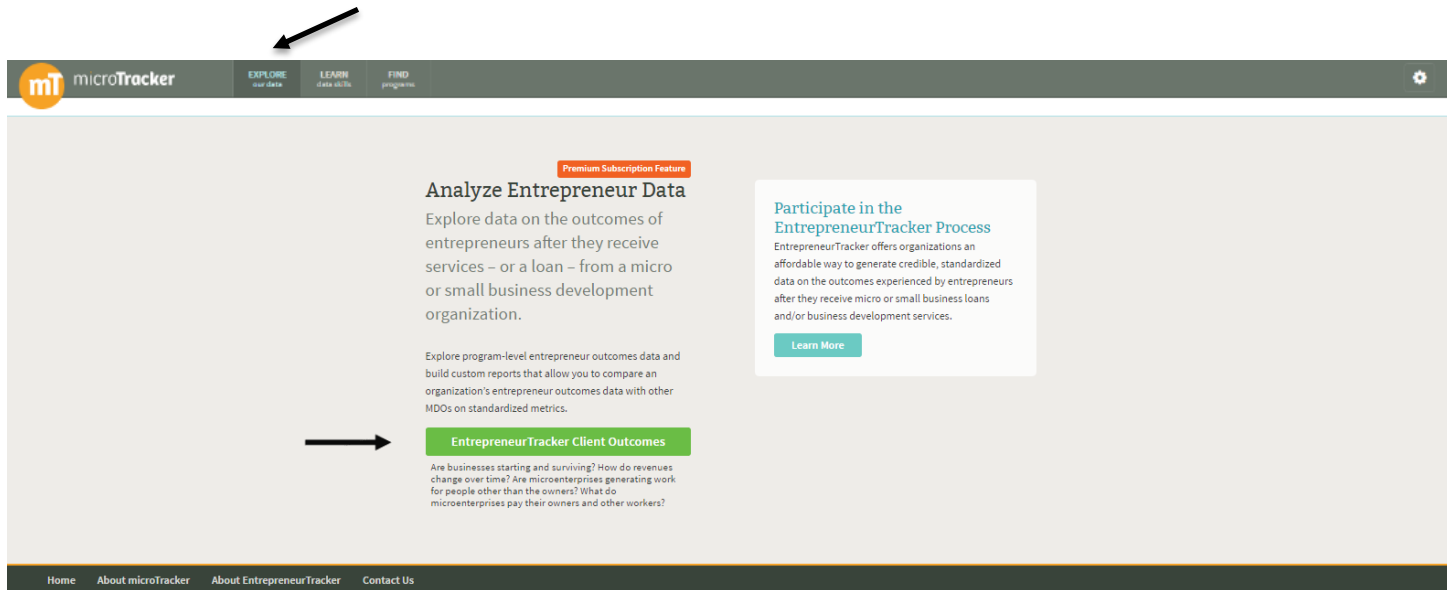 mT microTracker
EXPLORE
our data
LEARN
data skills
FIND
programs
Premium Subscription Feature
Analyze Entrepreneur Data
Explore data on the outcomes of
entrepreneurs after they receive
services – or a loan – from a micro
or small business development
organization.
Explore program-level entrepreneur outcomes data and
build custom reports that allow you to compare an
organization's entrepreneur outcomes data with other
MDOs on standardized metrics.
EntrepreneurTracker Client Outcomes
Are businesses starting and surviving? How do revenues
change over time? Are microenterprises generating work
for people other than the owners? What do
microenterprises pay their owners and other workers?
Participate in the
EntrepreneurTracker Process
EntrepreneurTracker offers organizations an
affordable way to generate credible, standardized
data on the outcomes experienced by entrepreneurs
after they receive micro or small business loans
and/or business development services.
Learn More
Home About microTracker About EntrepreneurTracker Contact Us